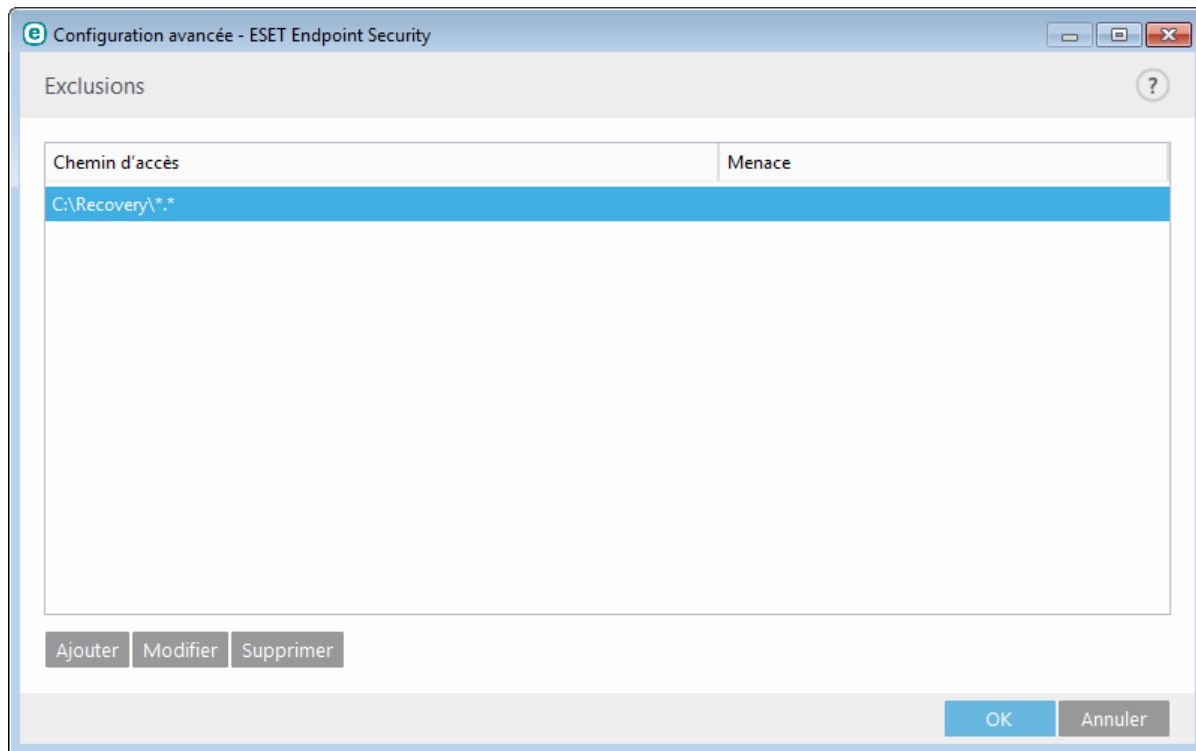 Configuration avancée - ESET Endpoint Security
Exclusions
?
Chemin d'accès Menace
C:\Recovery\*.*
Ajouter Modifier Supprimer
OK Annuler